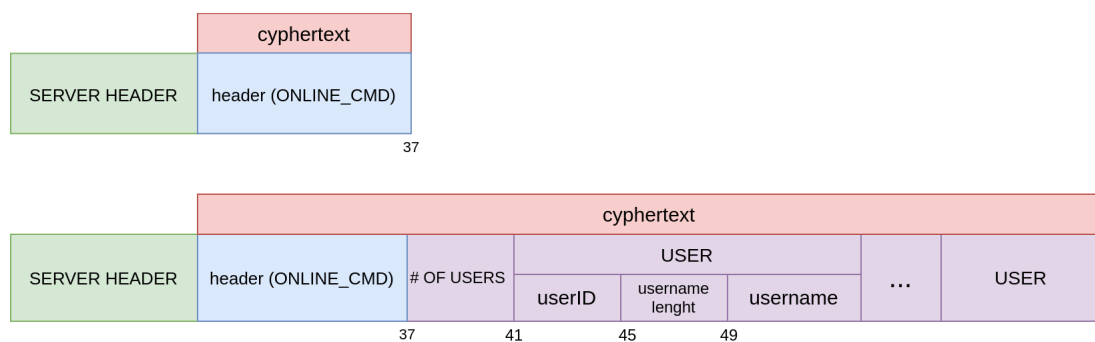 cyphertext
SERVER HEADER
header (ONLINE_CMD)
37
cyphertext
SERVER HEADER
header (ONLINE_CMD)
# OF USERS
USER
userID
username
lenght
username
...
USER
37
41
45
49